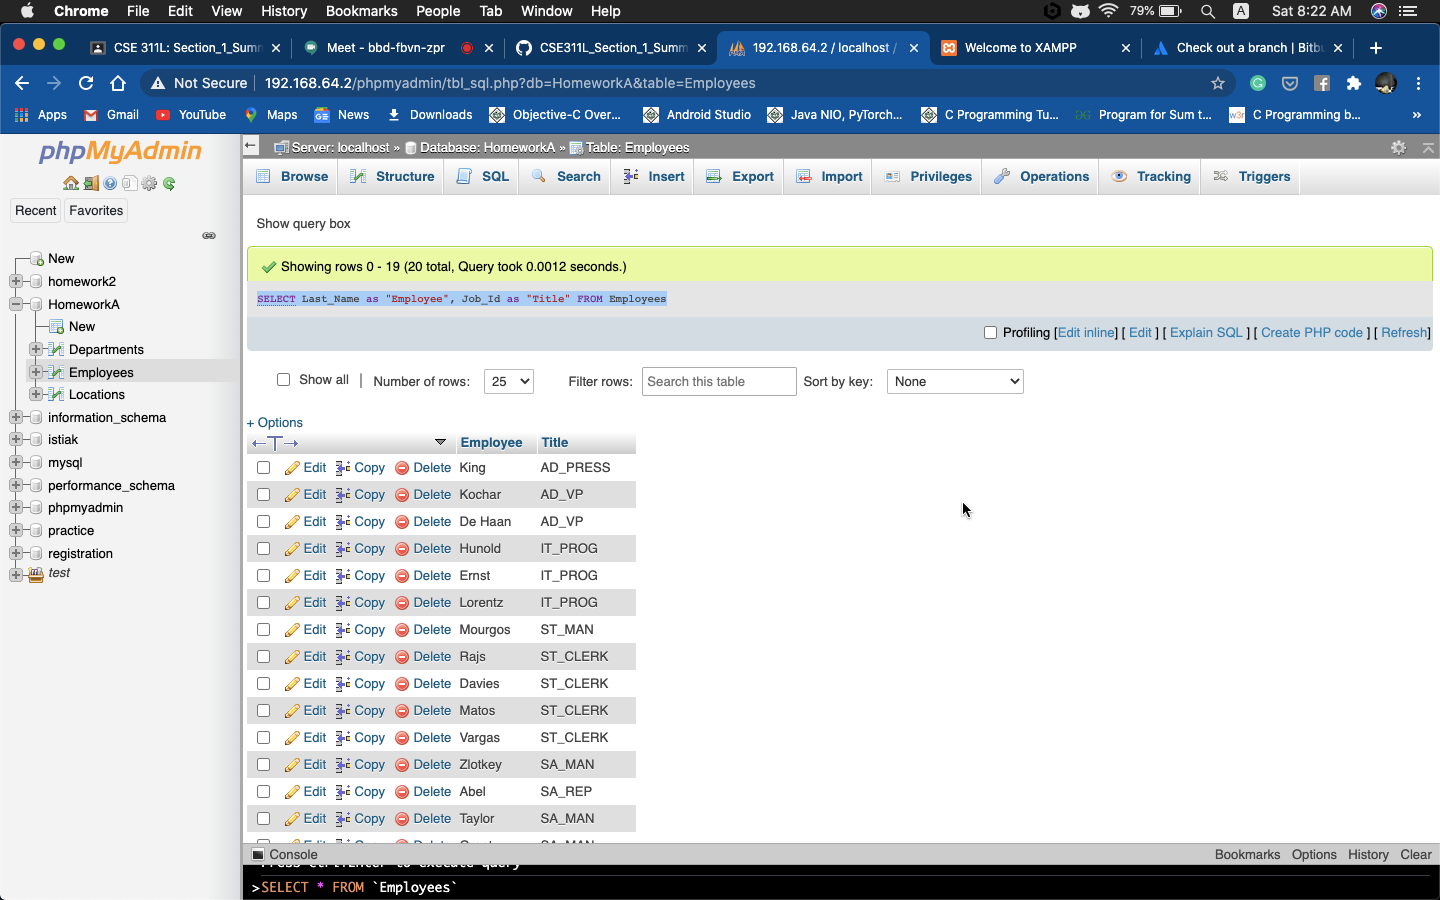 Chrome File Edit View History Bookmarks People Tab Window Help 79% A Sat 8:22 AM
CSE 311L: Section_1_Summ Meet - bbd-fbvn-zpr CSE311L_Section_1_Summ 192.168.64.2 / localhost / Welcome to XAMPP Check out a branch | Bitbu
Not Secure 192.168.64.2/phpmyadmin/tbl_sql.php?db=HomeworkA&table=Employees
Apps Gmail YouTube Maps News Downloads Objective-C Over... Android Studio Java NIO, PyTorch... C Programming Tu... Program for Sum t... C Programming b... »
phpMyAdmin
Recent Favorites
New
homework2
HomeworkA
New
Departments
Employees
Locations
information_schema
istiak
mysql
performance_schema
phpmyadmin
practice
registration
test
Server: localhost » Database: HomeworkA » Table: Employees
Browse Structure SQL Search Insert Export Import Privileges Operations Tracking Triggers
Show query box
Showing rows 0 - 19 (20 total, Query took 0.0012 seconds.)
SELECT Last_Name as "Employee", Job_Id as "Title" FROM Employees
Profiling [Edit inline] [ Edit ] [ Explain SQL ] [ Create PHP code ] [ Refresh]
Show all | Number of rows: 25 Filter rows: Search this table Sort by key: None
+ Options
←T→ Employee Title
Edit Copy Delete King AD_PRESS
Edit Copy Delete Kochar AD_VP
Edit Copy Delete De Haan AD_VP
Edit Copy Delete Hunold IT_PROG
Edit Copy Delete Ernst IT_PROG
Edit Copy Delete Lorentz IT_PROG
Edit Copy Delete Mourgos ST_MAN
Edit Copy Delete Rajs ST_CLERK
Edit Copy Delete Davies ST_CLERK
Edit Copy Delete Matos ST_CLERK
Edit Copy Delete Vargas ST_CLERK
Edit Copy Delete Zlotkey SA_MAN
Edit Copy Delete Abel SA_REP
Edit Copy Delete Taylor SA_MAN
Console Bookmarks Options History Clear
Press Ctrl+Enter to execute query
>SELECT * FROM `Employees`